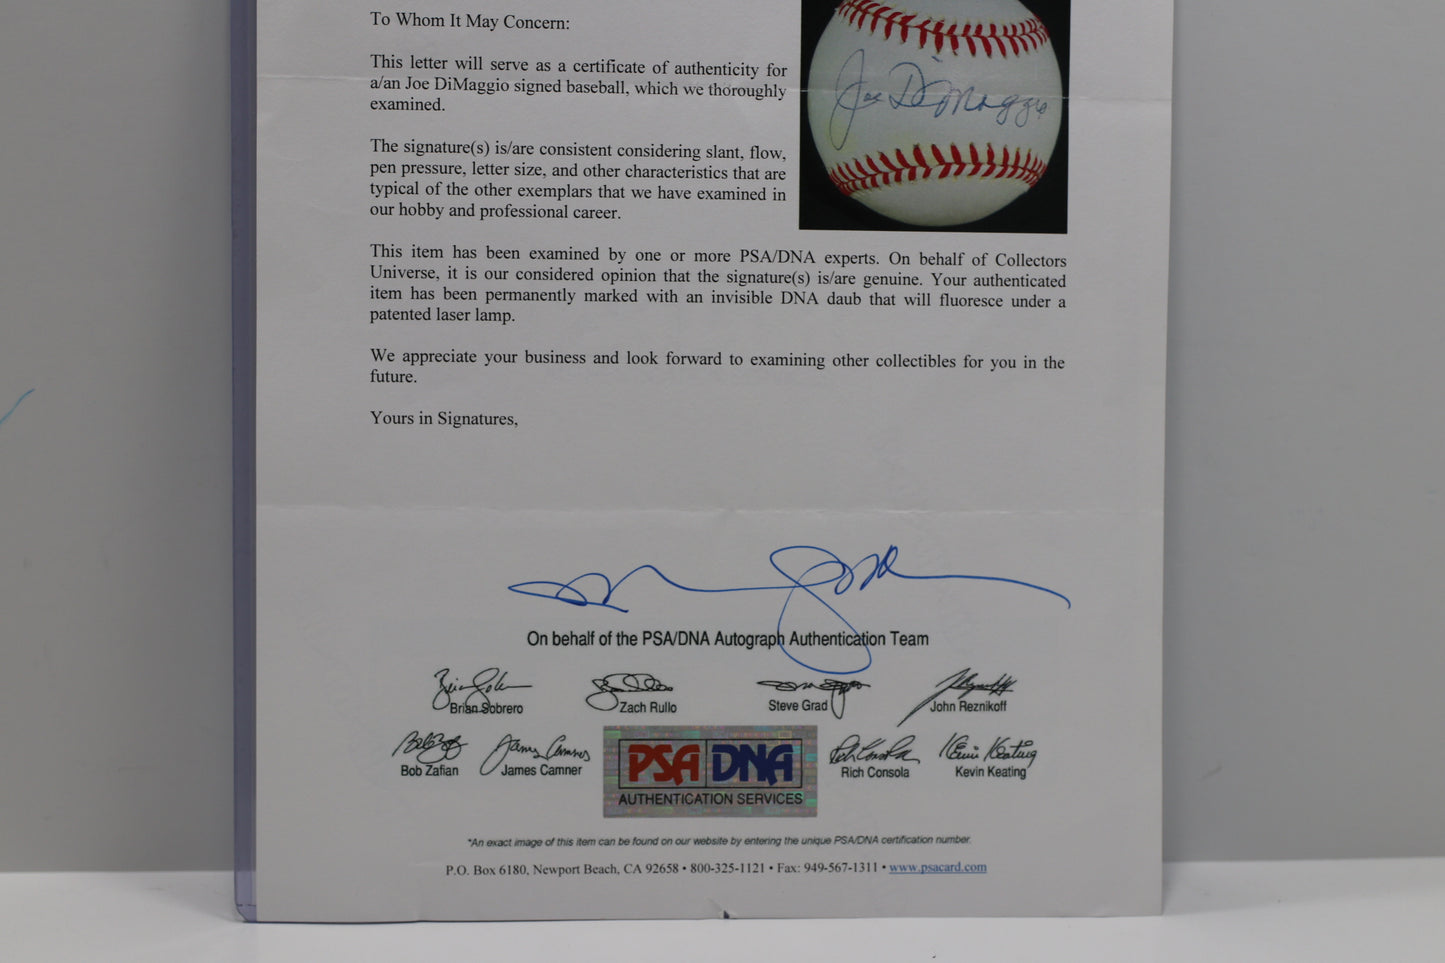 To Whom It May Concern:
This letter will serve as a certificate of authenticity for
a/an Joe DiMaggio signed baseball, which we thoroughly
examined.
Joe DiMaggio
The signature(s) is/are consistent considering slant, flow,
pen pressure, letter size, and other characteristics that are
typical of the other exemplars that we have examined in
our hobby and professional career.
This item has been examined by one or more PSA/DNA experts. On behalf of Collectors
Universe, it is our considered opinion that the signature(s) is/are genuine. Your authenticated
item has been permanently marked with an invisible DNA daub that will fluoresce under a
patented laser lamp.
We appreciate your business and look forward to examining other collectibles for you in the
future.
Yours in Signatures,
On behalf of the PSA/DNA Autograph Authentication Team
Brian Sobrero
Zach Rullo
Steve Grad
John Reznikoff
Bob Zafian
James Camner
James Camner
PSA DNA
AUTHENTICATION SERVICES
Rich Consola
Kevin Keating
Kevin Keating
*An exact image of this item can be found on our website by entering the unique PSA/DNA certification number.
P.O. Box 6180, Newport Beach, CA 92658 • 800-325-1121 • Fax: 949-567-1311 • www.psacard.com